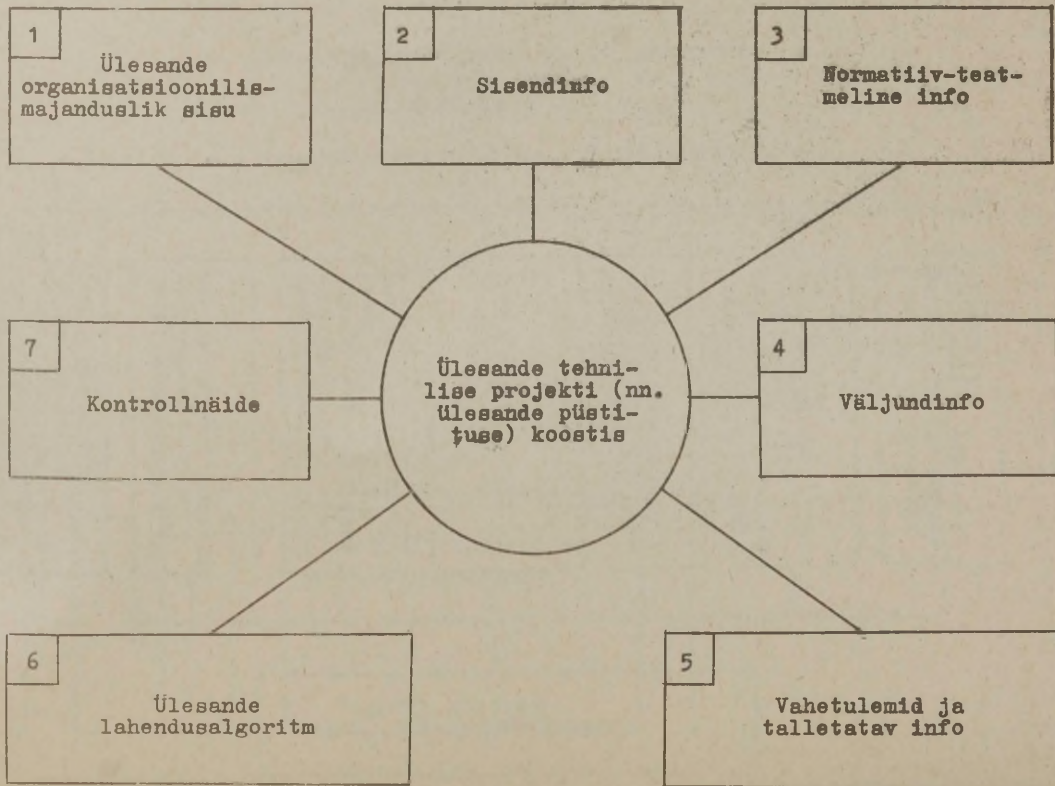 1
Ülesande
organisatsioonilis-
majanduslik sisu
2
Sisendinfo
3
Normatiiv-teat-
meline info
4
Väljundinfo
5
Vahetulemid ja
talletatav info
6
Ülesande
lahendusalgoritm
7
Kontrollnäide
Ülesande tehni-
lise projekti (nn.
ülesande püsti-
tuse) koostis